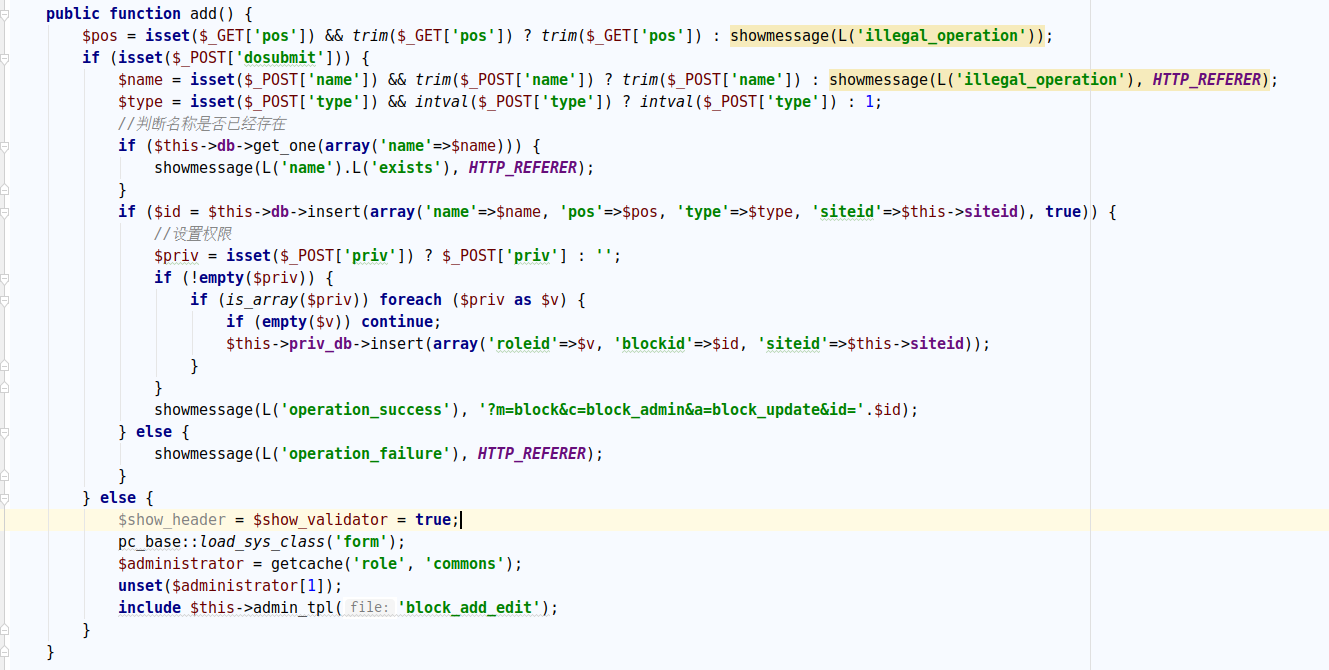 public function add() {
$pos = isset($_GET['pos']) && trim($_GET['pos']) ? trim($_GET['pos']) : showmessage(L('illegal_operation'));
if (isset($_POST['dosubmit'])) {
$name = isset($_POST['name']) && trim($_POST['name']) ? trim($_POST['name']) : showmessage(L('illegal_operation'), HTTP_REFERER);
$type = isset($_POST['type']) && intval($_POST['type']) ? intval($_POST['type']) : 1;
//判断名称是否已经存在
if ($this->db->get_one(array('name'=>$name))) {
showmessage(L('name').L('exists'), HTTP_REFERER);
}
if ($id = $this->db->insert(array('name'=>$name, 'pos'=>$pos, 'type'=>$type, 'siteid'=>$this->siteid), true)) {
//设置权限
$priv = isset($_POST['priv']) ? $_POST['priv'] : '';
if (!empty($priv)) {
if (is_array($priv)) foreach ($priv as $v) {
if (empty($v)) continue;
$this->priv_db->insert(array('roleid'=>$v, 'blockid'=>$id, 'siteid'=>$this->siteid));
}
}
showmessage(L('operation_success'), '?m=block&c=block_admin&a=block_update&id='.$id);
} else {
showmessage(L('operation_failure'), HTTP_REFERER);
}
} else {
$show_header = $show_validator = true;
pc_base::load_sys_class('form');
$administrator = getcache('role', 'commons');
unset($administrator[1]);
include $this->admin_tpl( file: 'block_add_edit');
}
}